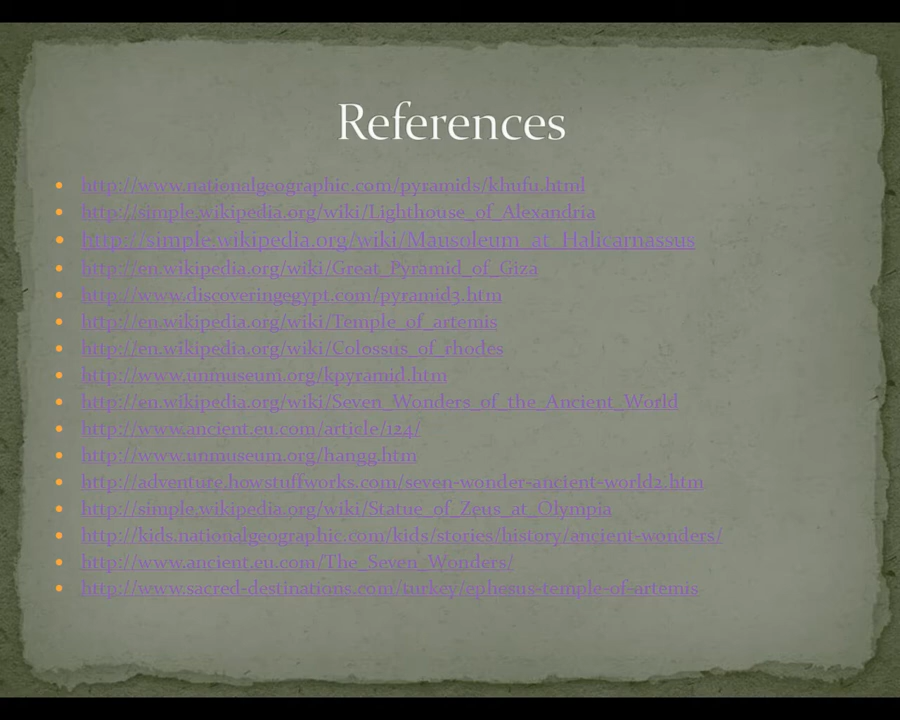 References
http://www.nationalgeographic.com/pyramids/khufu.html
http://simple.wikipedia.org/wiki/Lighthouse_of_Alexandria
http://simple.wikipedia.org/wiki/Mausoleum_at_Halicarnassus
http://en.wikipedia.org/wiki/Great_Pyramid_of_Giza
http://www.discoveringegypt.com/pyramid3.htm
http://en.wikipedia.org/wiki/Temple_of_artemis
http://en.wikipedia.org/wiki/Colossus_of_rhodes
http://www.unmuseum.org/kpyramid.htm
http://en.wikipedia.org/wiki/Seven_Wonders_of_the_Ancient_World
http://www.ancient.eu.com/article/124/
http://www.unmuseum.org/hangg.htm
http://adventure.howstuffworks.com/seven-wonder-ancient-world2.htm
http://simple.wikipedia.org/wiki/Statue_of_Zeus_at_Olympia
http://kids.nationalgeographic.com/kids/stories/history/ancient-wonders/
http://www.ancient.eu.com/The_Seven_Wonders/
http://www.sacred-destinations.com/turkey/ephesus-temple-of-artemis